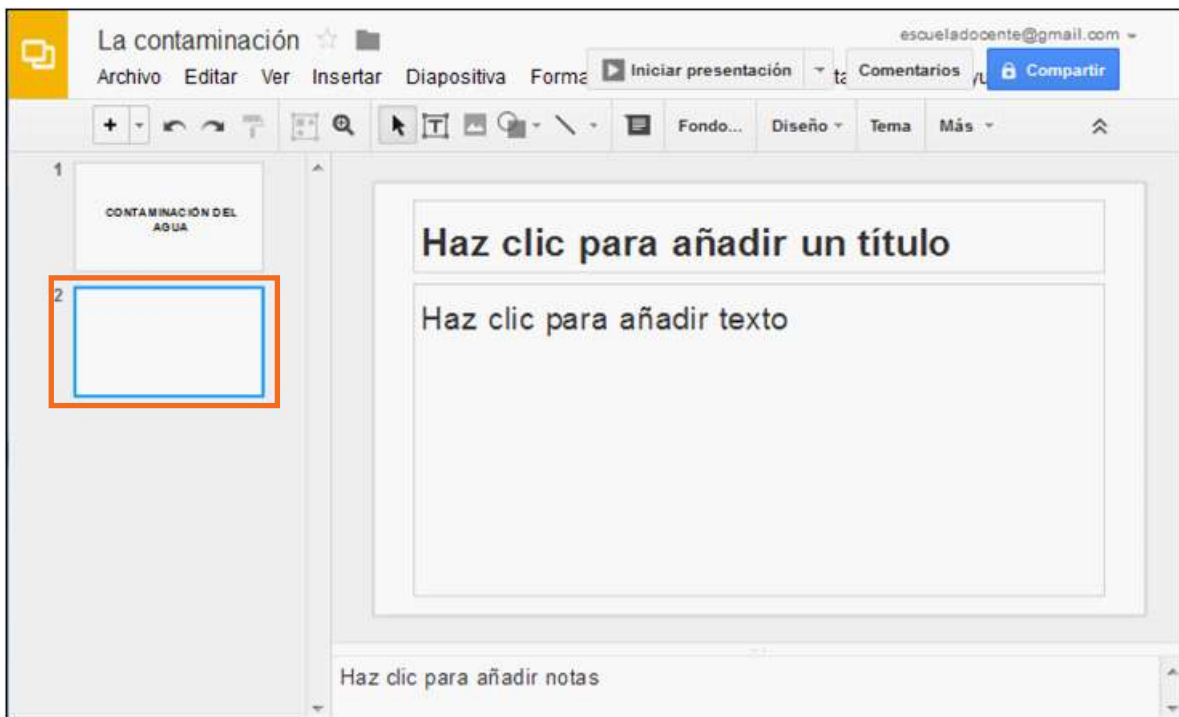 La contaminación
escueladocente@gmail.com
Archivo Editar Ver Insertar Diapositiva Forma
Iniciar presentación
Comentarios
Compartir
Fondo... Diseño Tema Más
1
CONTAMINACIÓN DEL
AGUA
2
Haz clic para añadir un título
Haz clic para añadir texto
Haz clic para añadir notas